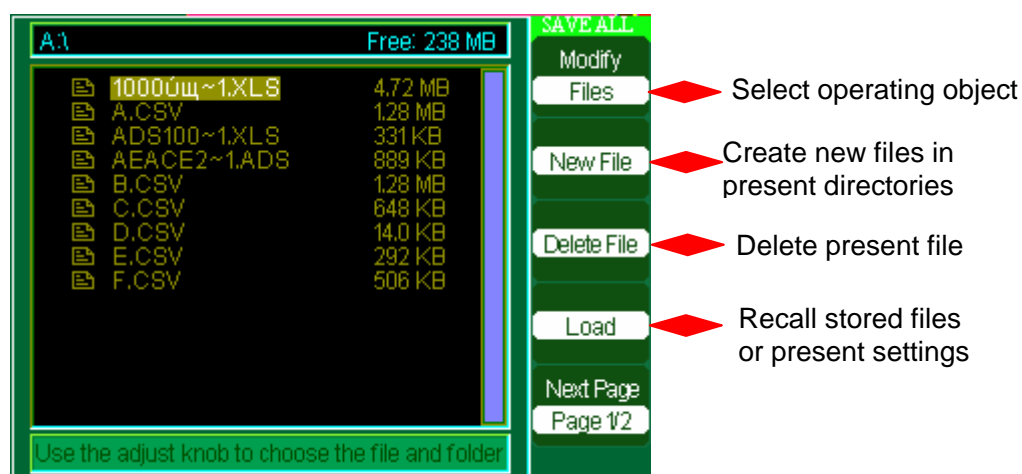 A:\ Free: 238 MB
1000úщ~1.XLS 4.72 MB
A.CSV 1.28 MB
ADS100~1.XLS 331 KB
AEACE2~1.ADS 889 KB
B.CSV 1.28 MB
C.CSV 648 KB
D.CSV 14.0 KB
E.CSV 292 KB
F.CSV 506 KB
Use the adjust knob to choose the file and folder
SAVE ALL
Modify
Files
New File
Delete File
Load
Next Page
Page 1/2
Select operating object
Create new files in
present directories
Delete present file
Recall stored files
or present settings